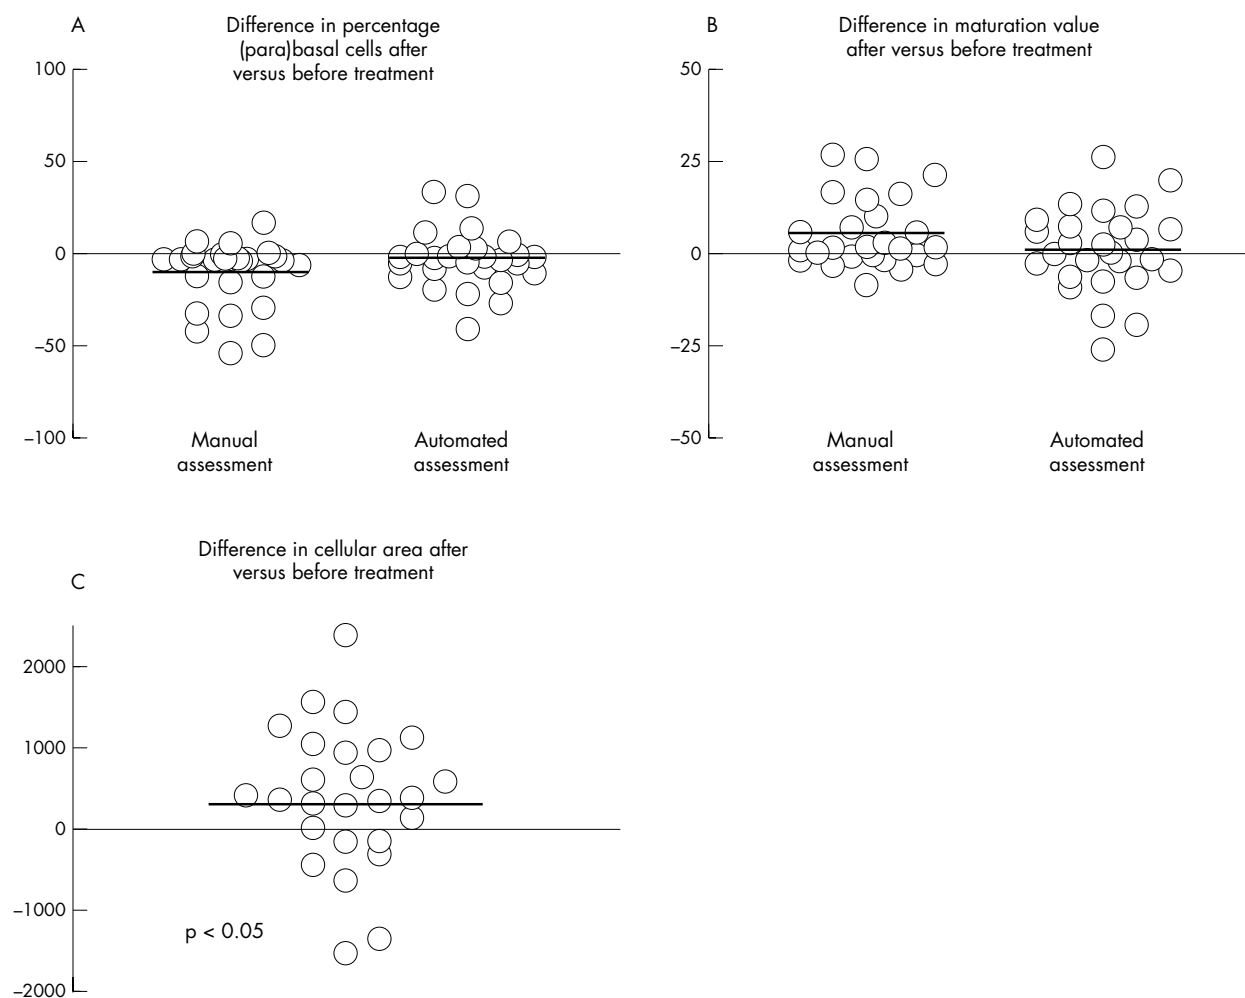 A
Difference in percentage
(para)basal cells after
versus before treatment
100
50
0
–50
–100
Manual
assessment
Automated
assessment
B
Difference in maturation value
after versus before treatment
50
25
0
–25
–50
Manual
assessment
Automated
assessment
C
Difference in cellular area after
versus before treatment
2000
1000
0
–1000
–2000
p < 0.05